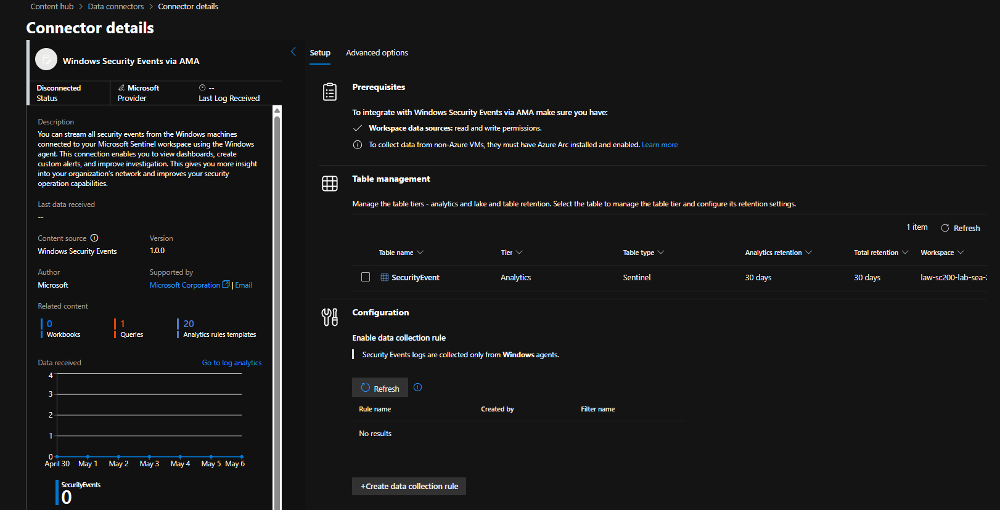 Content hub > Data connectors > Connector details
Connector details
Windows Security Events via AMA
Disconnected
Status
Microsoft
Provider
--
Last Log Received
Description
You can stream all security events from the Windows machines
connected to your Microsoft Sentinel workspace using the Windows
agent. This connection enables you to view dashboards, create
custom alerts, and improve investigation. This gives you more insight
into your organization's network and improves your security
operation capabilities.
Last data received
--
Content source
Windows Security Events
Version
1.0.0
Author
Microsoft
Supported by
Microsoft Corporation | Email
Related content
0
Workbooks
1
Queries
20
Analytics rules templates
Data received
Go to log analytics
4
3
2
1
0
April 30 May 1 May 2 May 3 May 4 May 5 May 6
SecurityEvents
0
Setup
Advanced options
Prerequisites
To integrate with Windows Security Events via AMA make sure you have:
Workspace data sources: read and write permissions.
To collect data from non-Azure VMs, they must have Azure Arc installed and enabled. Learn more
Table management
Manage the table tiers - analytics and lake and table retention. Select the table to manage the table tier and configure its retention settings.
1 item
Refresh
Table name Tier Table type Analytics retention Total retention Workspace
SecurityEvent Analytics Sentinel 30 days 30 days law-sc200-lab-sea-
Configuration
Enable data collection rule
Security Events logs are collected only from Windows agents.
Refresh
Rule name Created by Filter name
No results
+Create data collection rule